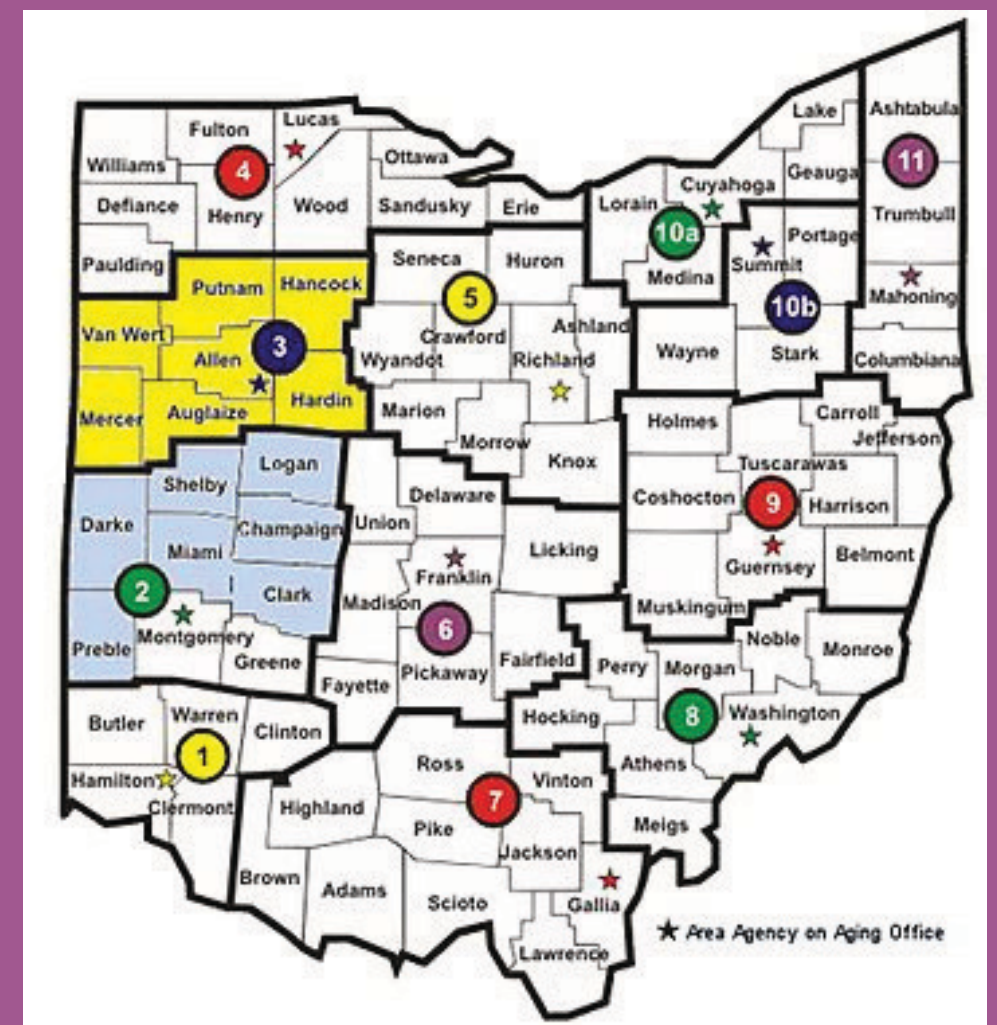 Lake
Ashtabula
Lucas
Fulton
4
Williams
Ottawa
Geauga
11
Cuyahoga
Defiance
Henry
Wood
Sandusky
Erie
Lorain
Trumbull
10a
Portage
Paulding
Seneca
Huron
Summit
Medina
Putnam
Hancock
5
Mahoning
10b
Van Wert
Crawford
Ashland
3
Allen
Wyandot
Richland
Wayne
Stark
Columbiana
Mercer
Auglaize
Hardin
Marion
Holmes
Carroll
Jefferson
Morrow
Knox
Logan
Tuscarawas
Shelby
Delaware
Coshocton
9
Harrison
Darke
Champaign
Union
Miami
Licking
Belmont
Guernsey
Franklin
2
Clark
Madison
Muskingum
Montgomery
6
Noble
Preble
Greene
Monroe
Fairfield
Perry
Morgan
Pickaway
Fayette
8
Washington
Butler
Warren
Hocking
Clinton
1
Ross
Athens
Hamilton
Vinton
Clermont
Highland
7
Pike
Meigs
Jackson
Brown
Adams
Scioto
Gallia
Area Agency on Aging Office
Lawrence